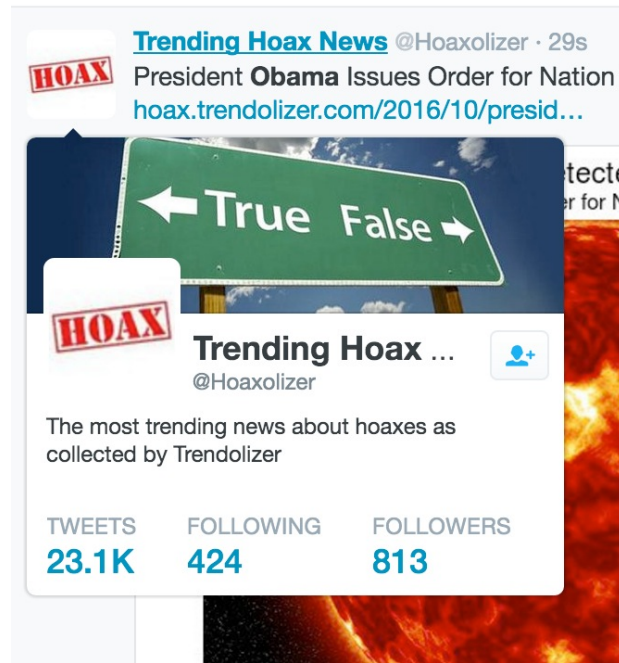 HOAX
Trending Hoax News @Hoaxolizer · 29s
President Obama Issues Order for Nation
hoax.trendolizer.com/2016/10/presid...
True False
HOAX
Trending Hoax ...
@Hoaxolizer
The most trending news about hoaxes as
collected by Trendolizer
TWEETS FOLLOWING FOLLOWERS
23.1K 424 813